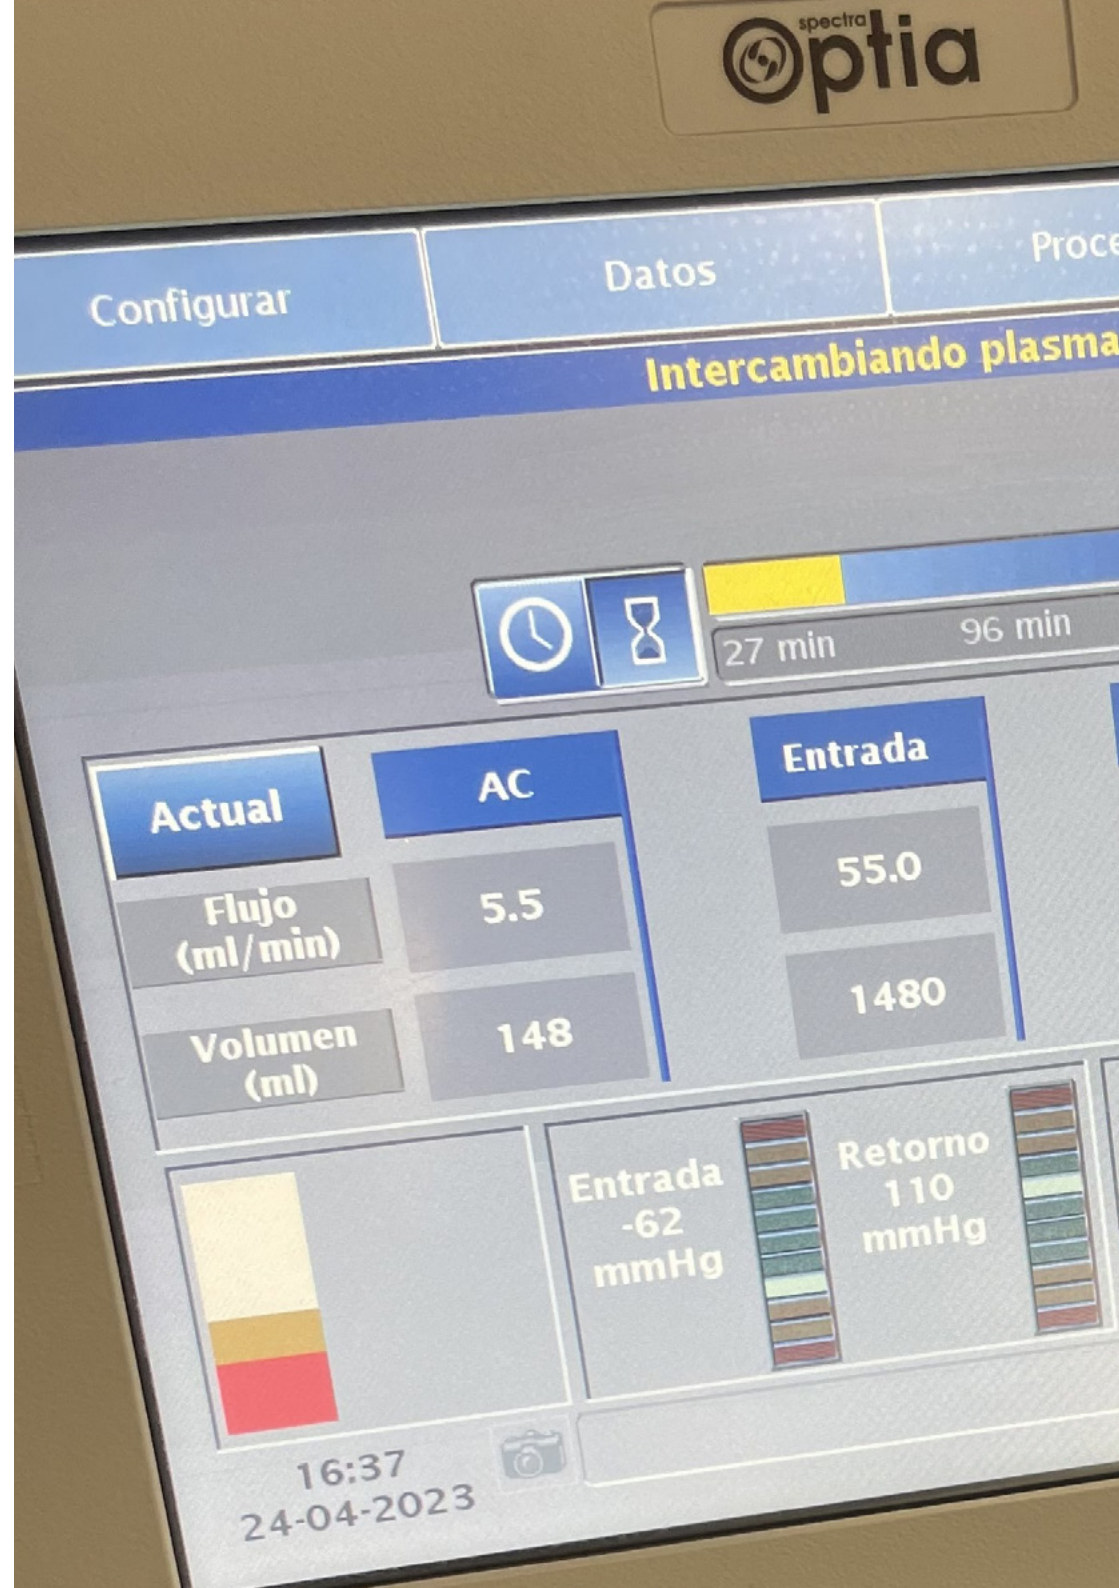 spectra
Optia
Configurar
Datos
Intercambiando plasma
27 min
96 min
Actual
AC
Entrada
Flujo
(ml/min)
5.5
55.0
Volumen
(ml)
148
1480
Entrada
-62
mmHg
Retorno
110
mmHg
16:37
24-04-2023